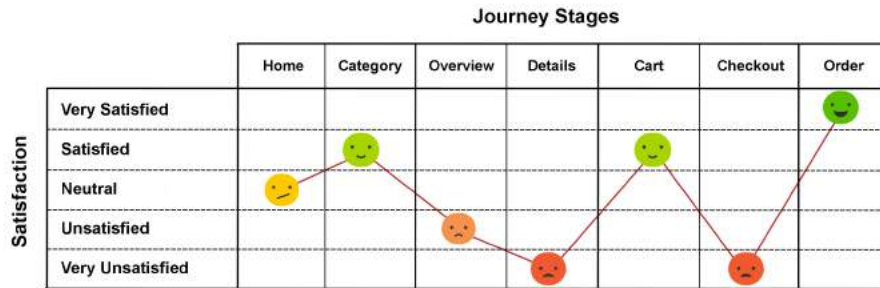 Journey Stages
Home Category Overview Details Cart Checkout Order
Satisfaction
Very Satisfied
Satisfied
Neutral
Unsatisfied
Very Unsatisfied